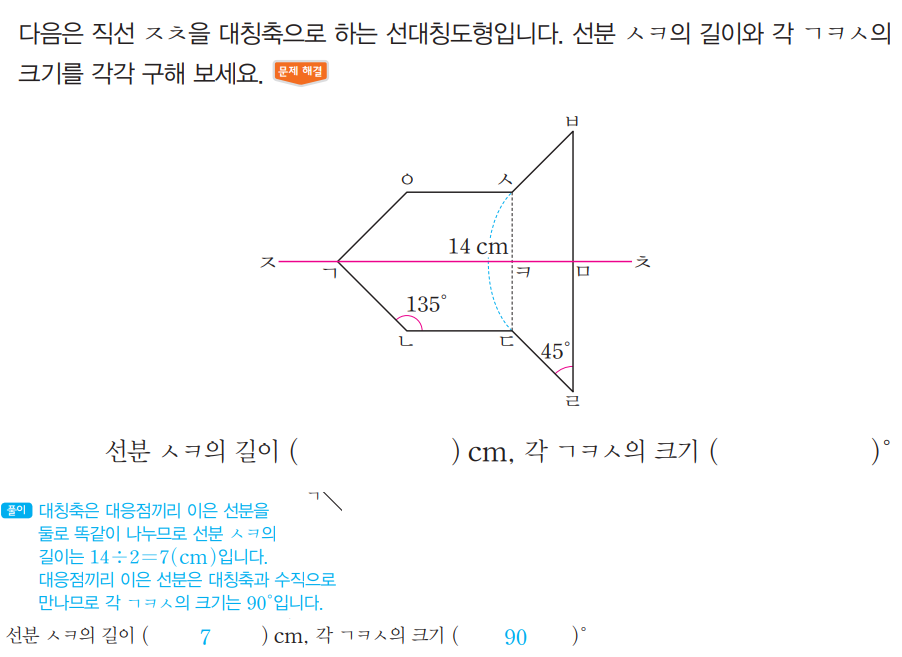 다음은 직선 ㅈㅊ을 대칭축으로 하는 선대칭도형입니다. 선분 ㅅㅋ의 길이와 각 ㄱㅋㅅ의
크기를 각각 구해 보세요. 문제 해결
ㅂ
ㅇ ㅅ
14 cm
ㅈ ㄱ ㅋ ㅁ ㅊ
135°
ㄴ ㄷ 45°
ㄹ
선분 ㅅㅋ의 길이 ( ) cm, 각 ㄱㅋㅅ의 크기 ( )°
ㄱ
풀이 대칭축은 대응점끼리 이은 선분을
둘로 똑같이 나누므로 선분 ㅅㅋ의
길이는 14÷2=7(cm)입니다.
대응점끼리 이은 선분은 대칭축과 수직으로
만나므로 각 ㄱㅋㅅ의 크기는 90°입니다.
선분 ㅅㅋ의 길이 ( 7 ) cm, 각 ㄱㅋㅅ의 크기 ( 90 )°